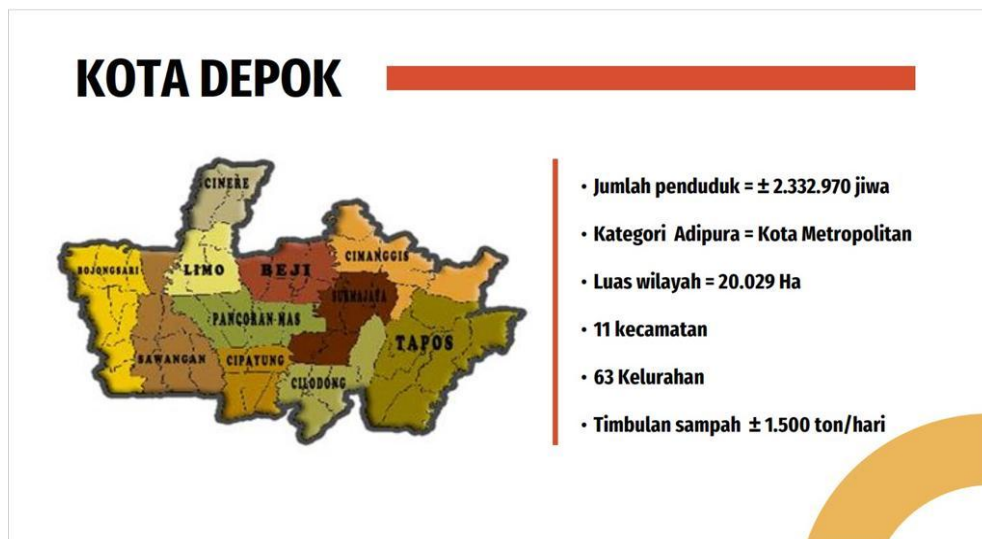 KOTA DEPOK
CINERE
BOJONGSARI
LIMO
BEJI
CIMANGGIS
SUKMAJAYA
PANCORAN MAS
TAPOS
SAWANGAN
CIPAYUNG
CILODONG
• Jumlah penduduk = ± 2.332.970 jiwa
• Kategori Adipura = Kota Metropolitan
• Luas wilayah = 20.029 Ha
• 11 kecamatan
• 63 Kelurahan
• Timbulan sampah ± 1.500 ton/hari